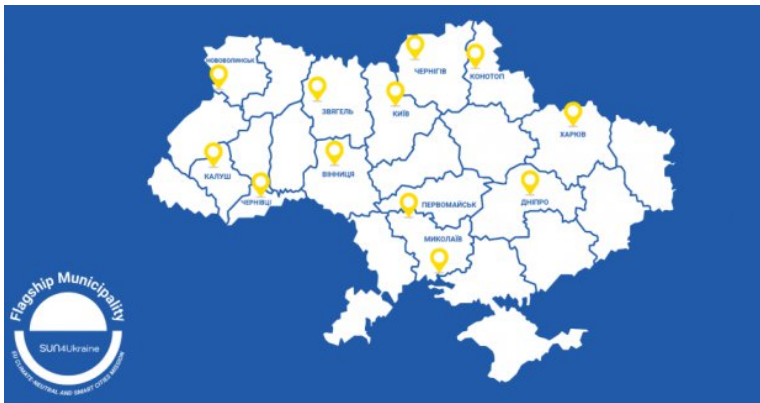 НОВОВОЛИНСЬК
ЧЕРНІГІВ
КОНОТОП
ЗВЯГЕЛЬ
КИЇВ
ХАРКІВ
КАЛУШ
ВІННИЦЯ
ЧЕРНІВЦІ
ПЕРВОМАЙСЬК
ДНІПРО
МИКОЛАЇВ
Flagship Municipality
SUN4Ukraine
EU CLIMATE-NEUTRAL AND SMART CITIES MISSION